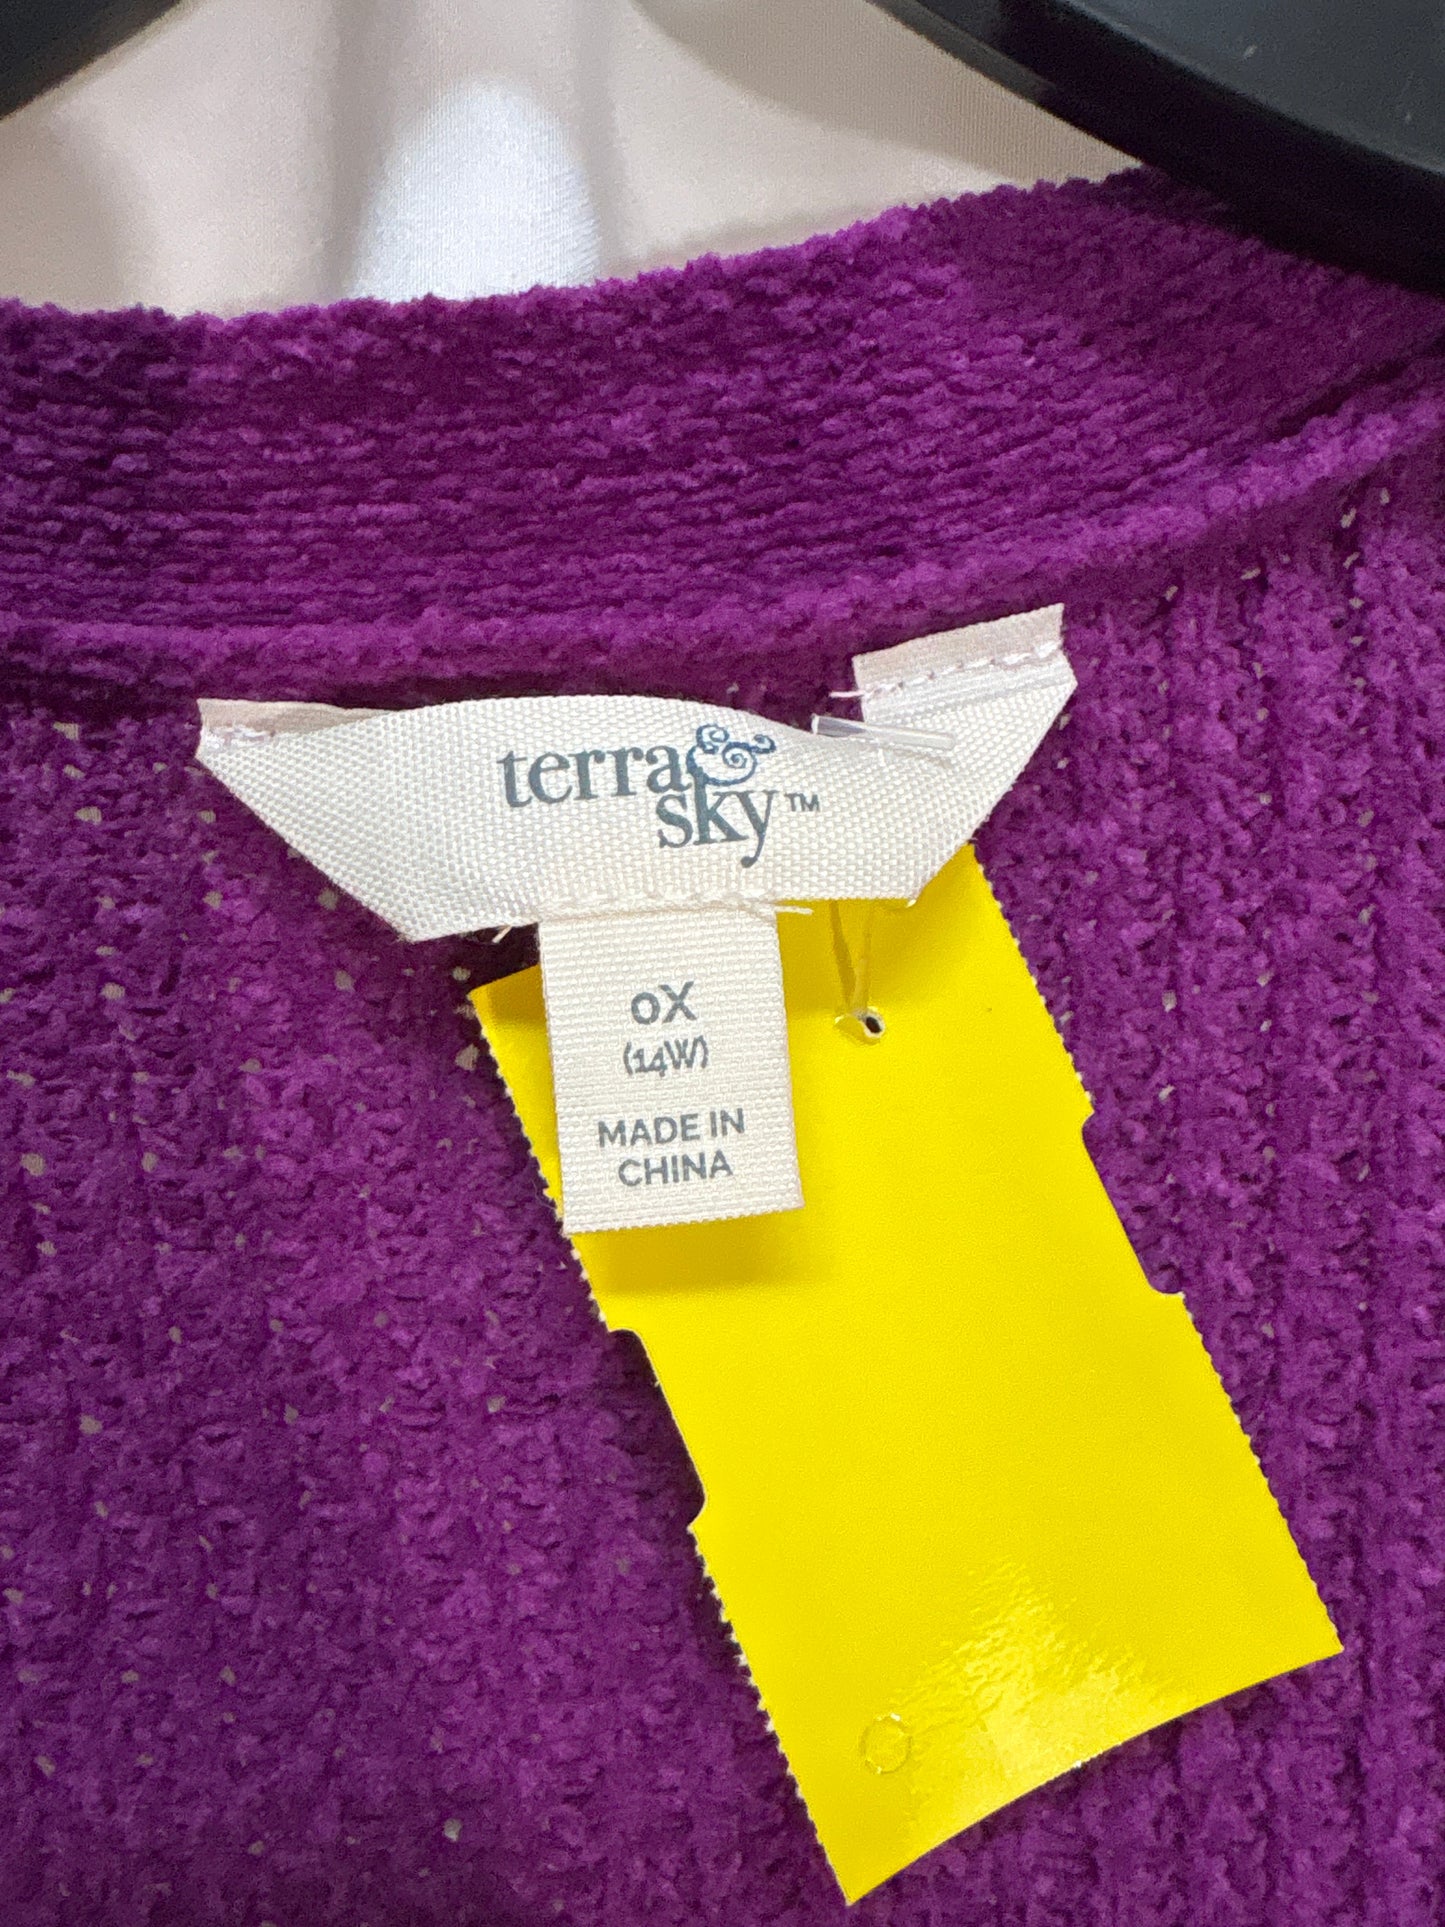 terra &
sky™
0X
(14W)
MADE IN
CHINA